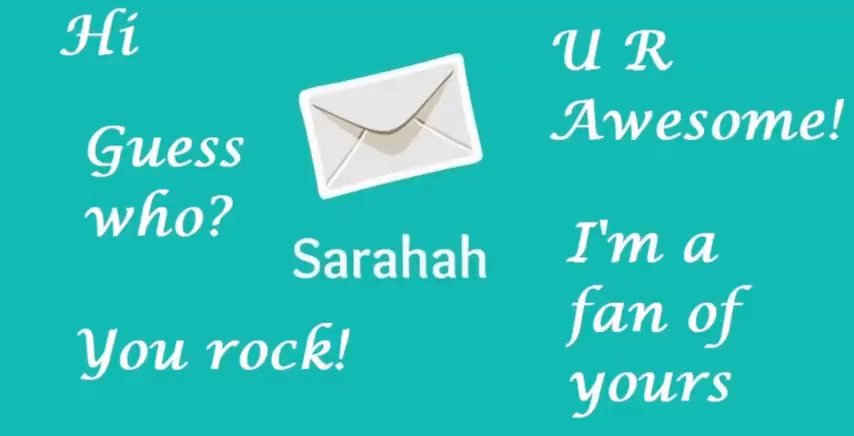 Hi
Guess
who?
You rock!
Sarahah
U R
Awesome!
I'm a
fan of
yours